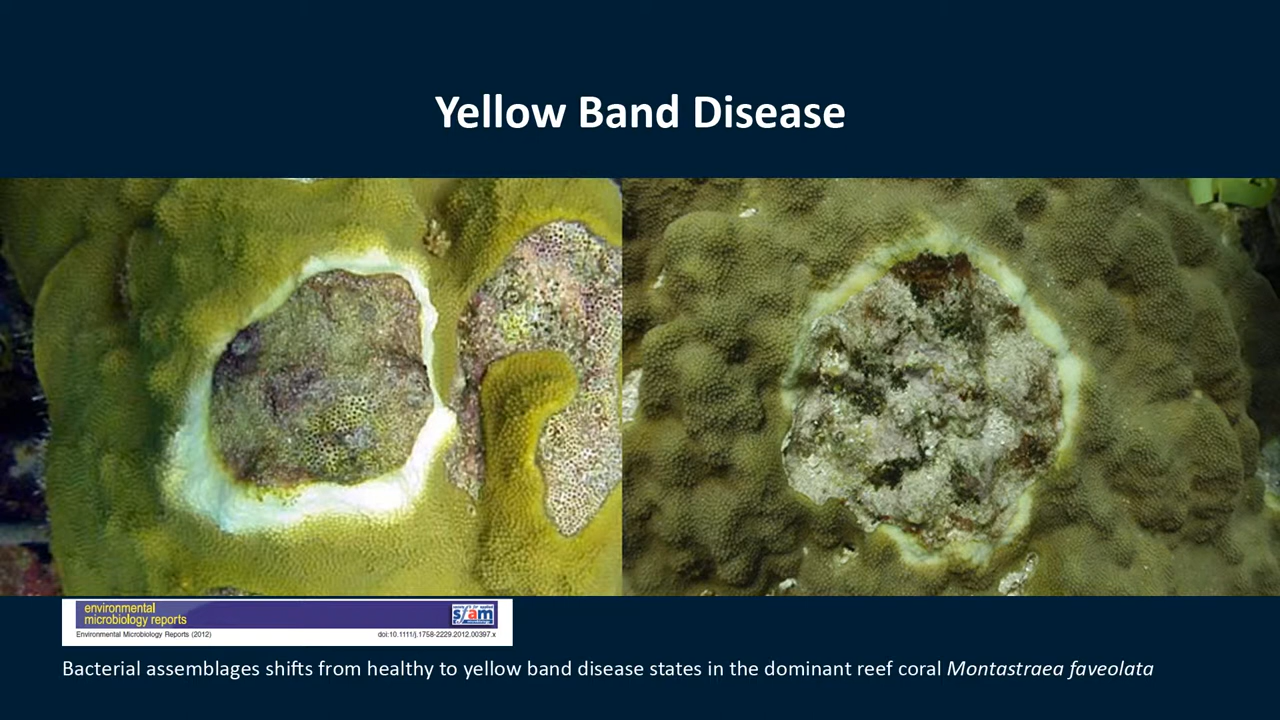 Yellow Band Disease
environmental
microbiology reports
Environmental Microbiology Reports (2012)
doi:10.1111/j.1758-2229.2012.00397.x
Bacterial assemblages shifts from healthy to yellow band disease states in the dominant reef coral Montastraea faveolata